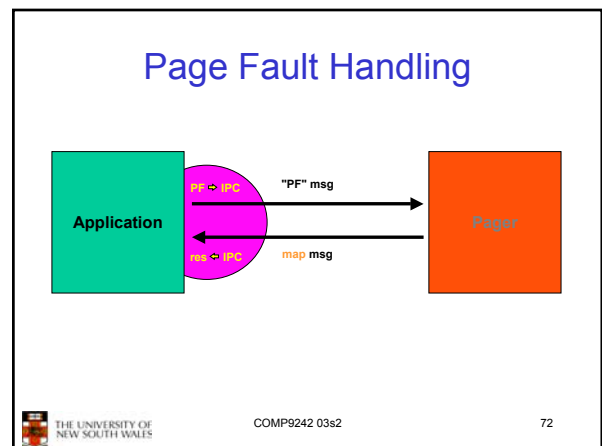 Page Fault Handling
PF ⇨ IPC
"PF" msg
Application
Pager
res ⇦ IPC
map msg
THE UNIVERSITY OF
NEW SOUTH WALES
COMP9242 03s2
72